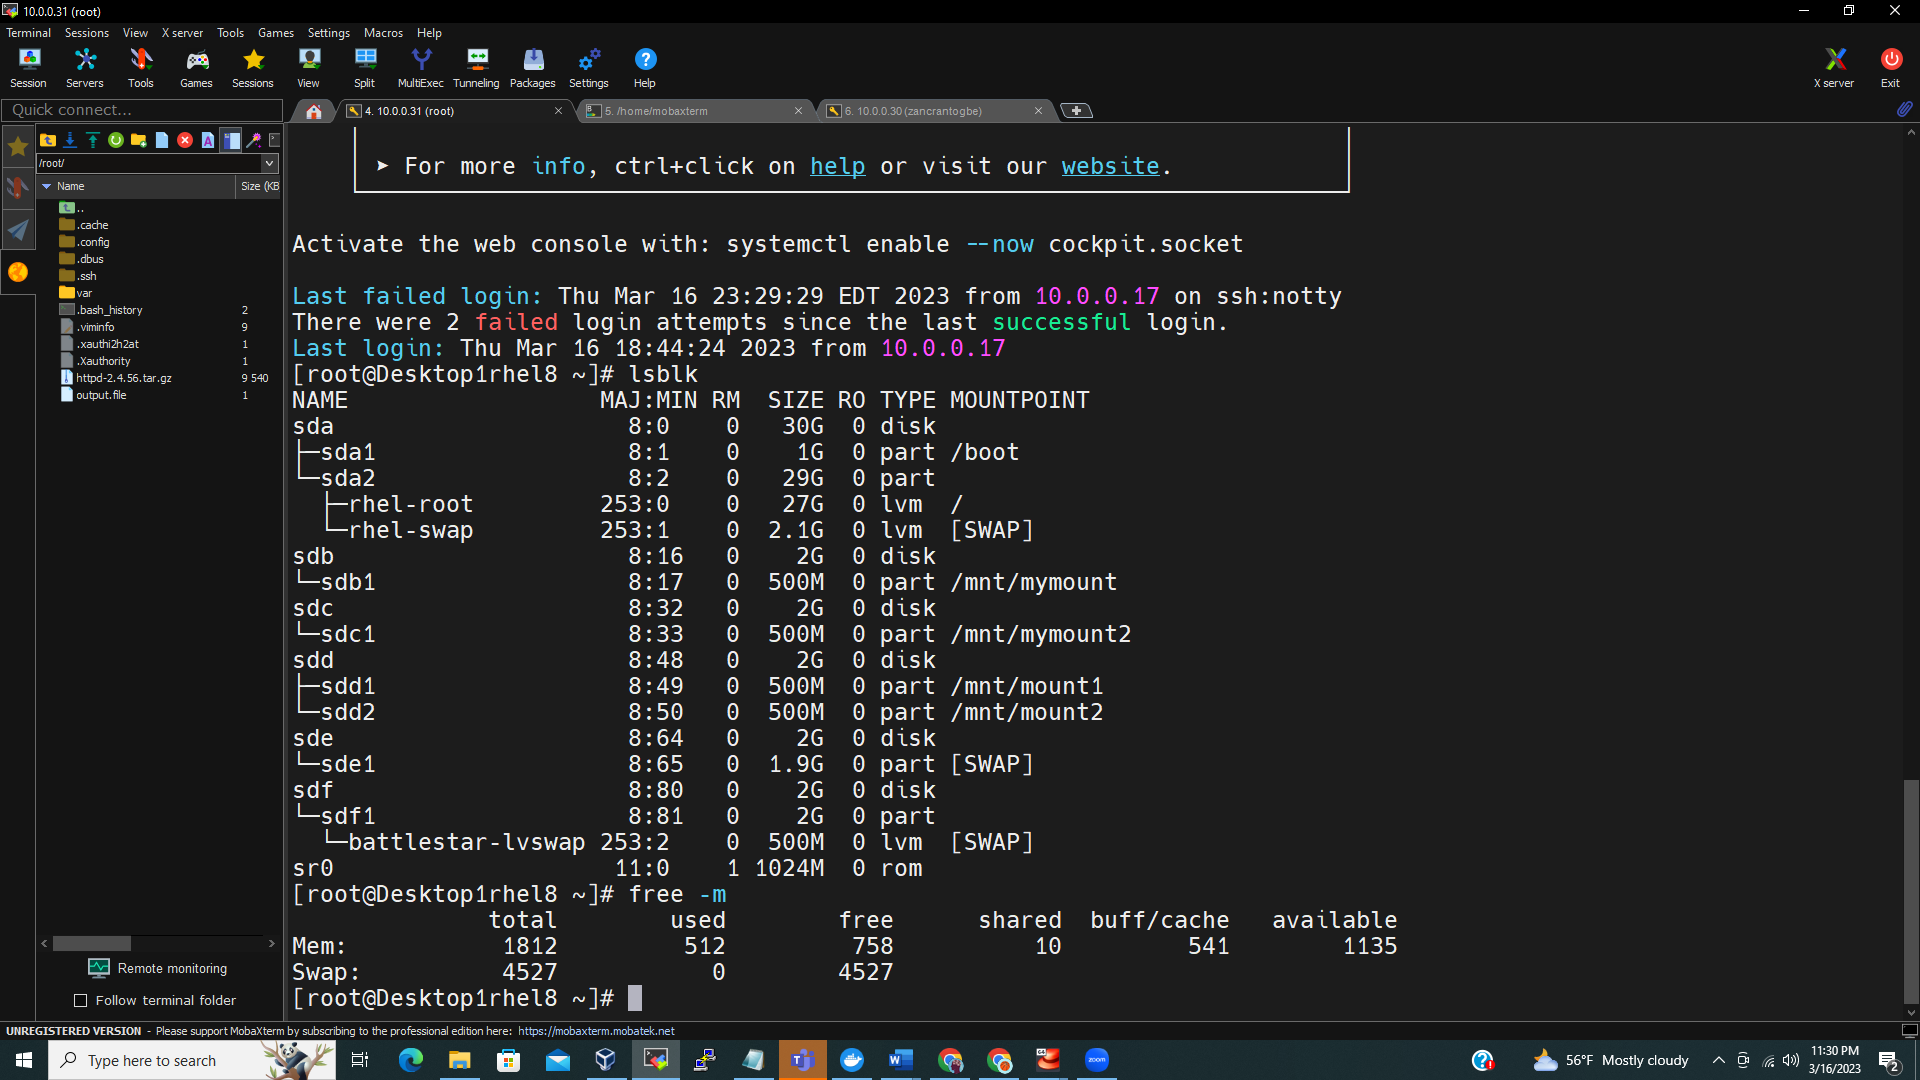 10.0.0.31 (root)
Terminal Sessions View X server Tools Games Settings Macros Help
Session Servers Tools Games Sessions View Split MultiExec Tunneling Packages Settings Help X server Exit
Quick connect...
4. 10.0.0.31 (root) 5. /home/mobaxterm 6. 10.0.0.30 (zancrantogbe)
/root/
Name Size (KB
..
.cache
.config
.dbus
.ssh
var
.bash_history 2
.viminfo 9
.xauthi2h2at 1
.Xauthority 1
httpd-2.4.56.tar.gz 9 540
output.file 1
Remote monitoring
Follow terminal folder
➤ For more info, ctrl+click on help or visit our website.
Activate the web console with: systemctl enable --now cockpit.socket
Last failed login: Thu Mar 16 23:29:29 EDT 2023 from 10.0.0.17 on ssh:notty
There were 2 failed login attempts since the last successful login.
Last login: Thu Mar 16 18:44:24 2023 from 10.0.0.17
[root@Desktop1rhel8 ~]# lsblk
NAME MAJ:MIN RM SIZE RO TYPE MOUNTPOINT
sda 8:0 0 30G 0 disk
├─sda1 8:1 0 1G 0 part /boot
└─sda2 8:2 0 29G 0 part
├─rhel-root 253:0 0 27G 0 lvm /
└─rhel-swap 253:1 0 2.1G 0 lvm [SWAP]
sdb 8:16 0 2G 0 disk
└─sdb1 8:17 0 500M 0 part /mnt/mymount
sdc 8:32 0 2G 0 disk
└─sdc1 8:33 0 500M 0 part /mnt/mymount2
sdd 8:48 0 2G 0 disk
├─sdd1 8:49 0 500M 0 part /mnt/mount1
└─sdd2 8:50 0 500M 0 part /mnt/mount2
sde 8:64 0 2G 0 disk
└─sde1 8:65 0 1.9G 0 part [SWAP]
sdf 8:80 0 2G 0 disk
└─sdf1 8:81 0 2G 0 part
└─battlestar-lvswap 253:2 0 500M 0 lvm [SWAP]
sr0 11:0 1 1024M 0 rom
[root@Desktop1rhel8 ~]# free -m
total used free shared buff/cache available
Mem: 1812 512 758 10 541 1135
Swap: 4527 0 4527
[root@Desktop1rhel8 ~]#
UNREGISTERED VERSION - Please support MobaXterm by subscribing to the professional edition here: https://mobaxterm.mobatek.net
Type here to search
zoom
56°F Mostly cloudy
11:30 PM
3/16/2023
2